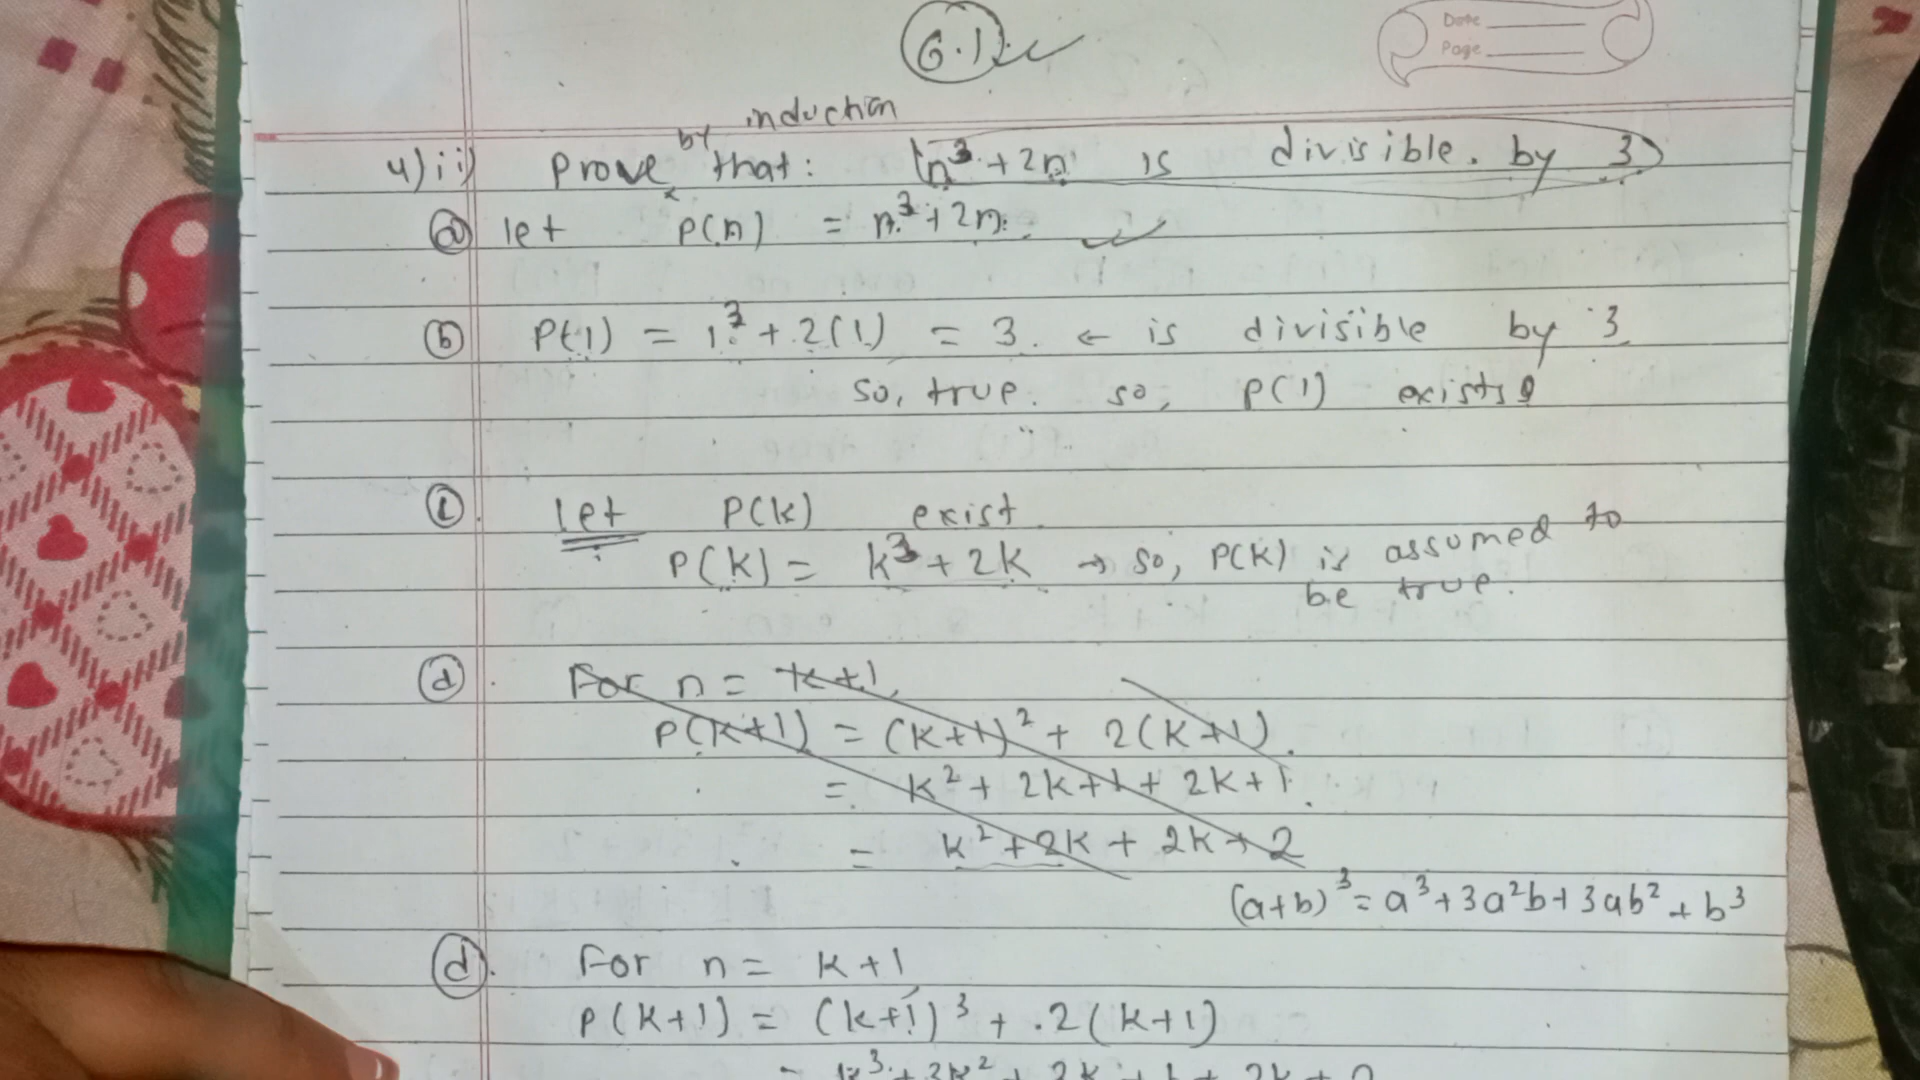 6.1
Date
Page
4) ii) Prove by induction that: (n³ + 2n is divisible by 3)
(a) let P(n) = n³ + 2n
(b) P(1) = 1³ + 2(1) = 3. ← is divisible by 3
so, true. so, P(1) exists
(c). let P(k) exist
P(k) = k³ + 2k → so, P(k) is assumed to
be true.
(d). For n = k+1,
P(k+1) = (k+1)² + 2(k+1).
= k² + 2k+1 + 2k+1.
= k² + 2k + 2k + 2
(a+b)³ = a³ + 3a²b + 3ab² + b³
(d). For n = k+1
P(k+1) = (k+1)³ + .2(k+1)